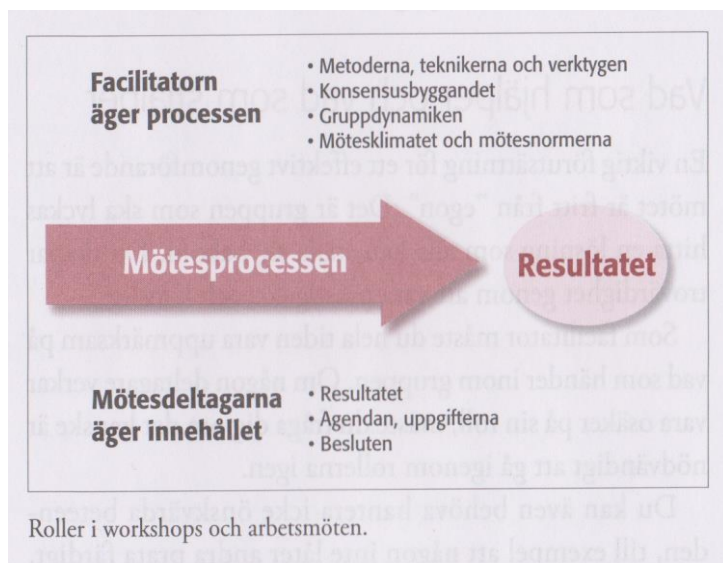 Facilitatorn
äger processen
• Metoderna, teknikerna och verktygen
• Konsensusbyggandet
• Gruppdynamiken
• Mötesklimatet och mötesnormerna
Mötesprocessen
Resultatet
Mötesdeltagarna
äger innehållet
• Resultatet
• Agendan, uppgifterna
• Besluten
Roller i workshops och arbetsmöten.